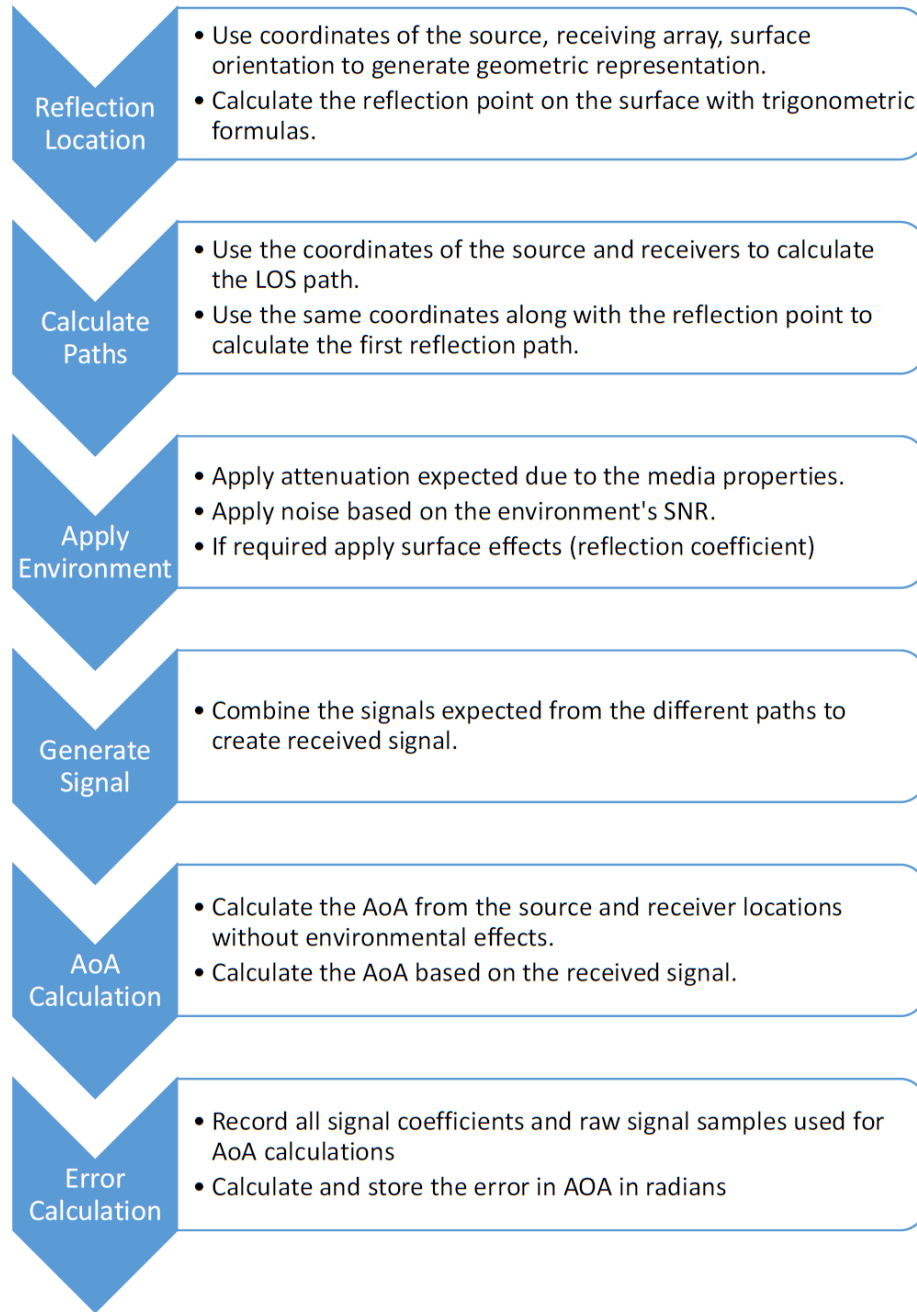 Reflection
Location
• Use coordinates of the source, receiving array, surface
orientation to generate geometric representation.
• Calculate the reflection point on the surface with trigonometric
formulas.
Calculate
Paths
• Use the coordinates of the source and receivers to calculate
the LOS path.
• Use the same coordinates along with the reflection point to
calculate the first reflection path.
Apply
Environment
• Apply attenuation expected due to the media properties.
• Apply noise based on the environment's SNR.
• If required apply surface effects (reflection coefficient)
Generate
Signal
• Combine the signals expected from the different paths to
create received signal.
AoA
Calculation
• Calculate the AoA from the source and receiver locations
without environmental effects.
• Calculate the AoA based on the received signal.
Error
Calculation
• Record all signal coefficients and raw signal samples used for
AoA calculations
• Calculate and store the error in AOA in radians